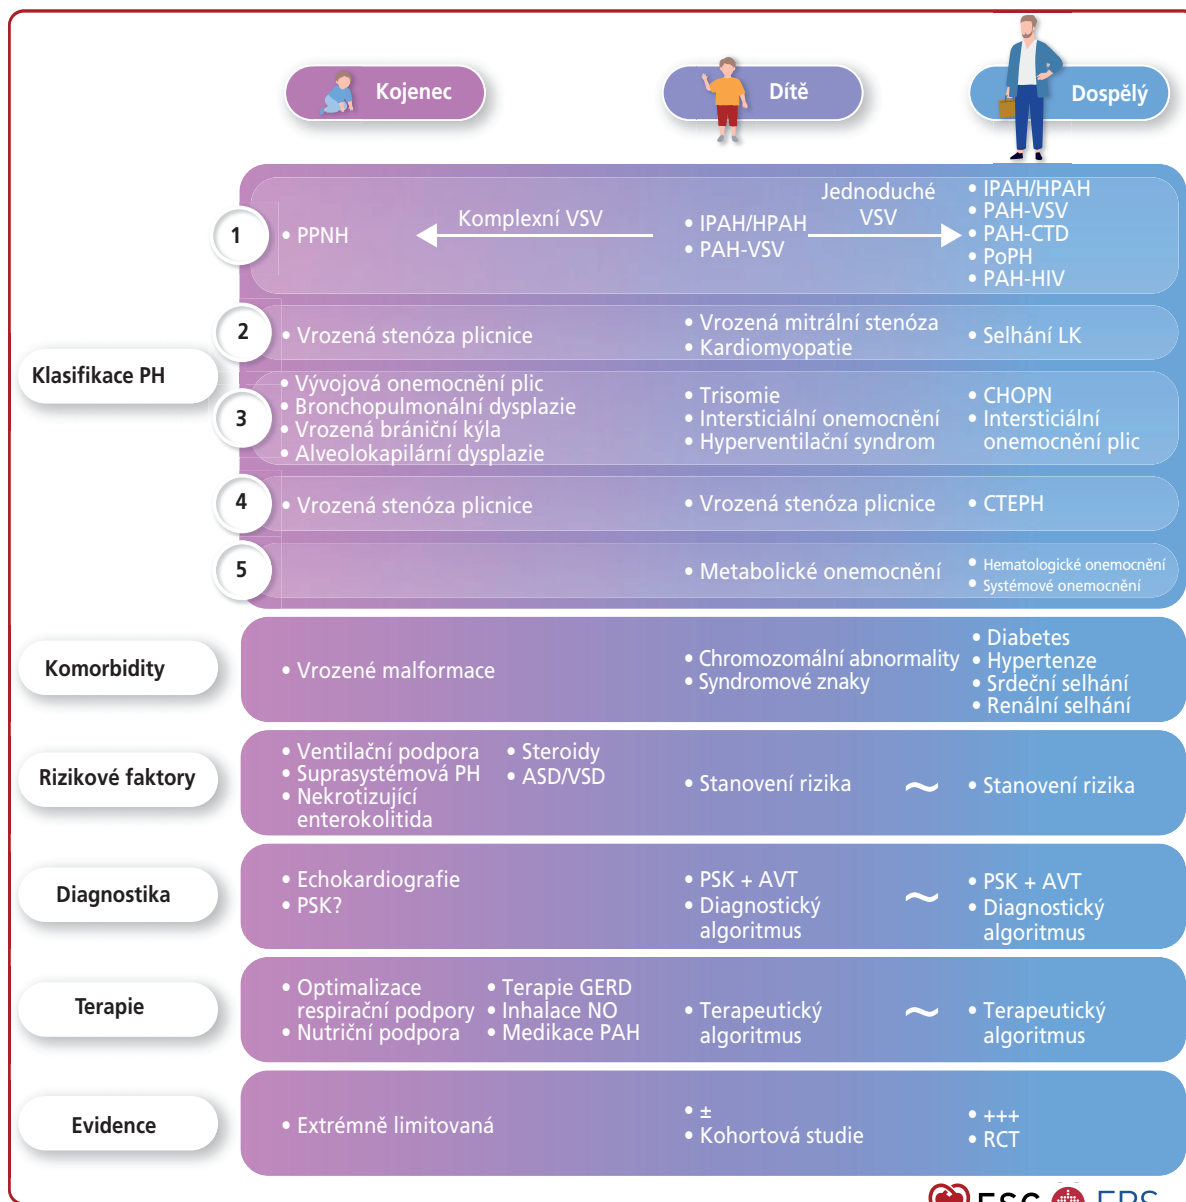 Kojenec
Dítě
Dospělý
Klasifikace PH
1
• PPNH
Komplexní VSV
• IPAH/HPAH
• PAH-VSV
Jednoduché
VSV
• IPAH/HPAH
• PAH-VSV
• PAH-CTD
• PoPH
• PAH-HIV
2
• Vrozená stenóza plicnice
• Vrozená mitrální stenóza
• Kardiomyopatie
• Selhání LK
3
• Vývojová onemocnění plic
• Bronchopulmonální dysplazie
• Vrozená brániční kýla
• Alveolokapilární dysplazie
• Trisomie
• Intersticiální onemocnění
• Hyperventilační syndrom
• CHOPN
• Intersticiální
onemocnění plic
4
• Vrozená stenóza plicnice
• Vrozená stenóza plicnice
• CTEPH
5
• Metabolické onemocnění
• Hematologické onemocnění
• Systémové onemocnění
Komorbidity
• Vrozené malformace
• Chromozomální abnormality
• Syndromové znaky
• Diabetes
• Hypertenze
• Srdeční selhání
• Renální selhání
Rizikové faktory
• Ventilační podpora
• Suprasystémová PH
• Nekrotizující
enterokolitida
• Steroidy
• ASD/VSD
• Stanovení rizika
~
• Stanovení rizika
Diagnostika
• Echokardiografie
• PSK?
• PSK + AVT
• Diagnostický
algoritmus
~
• PSK + AVT
• Diagnostický
algoritmus
Terapie
• Optimalizace
respirační podpory
• Nutriční podpora
• Terapie GERD
• Inhalace NO
• Medikace PAH
• Terapeutický
algoritmus
~
• Terapeutický
algoritmus
Evidence
• Extrémně limitovaná
• ±
• Kohortová studie
• +++
• RCT
ESC ERS